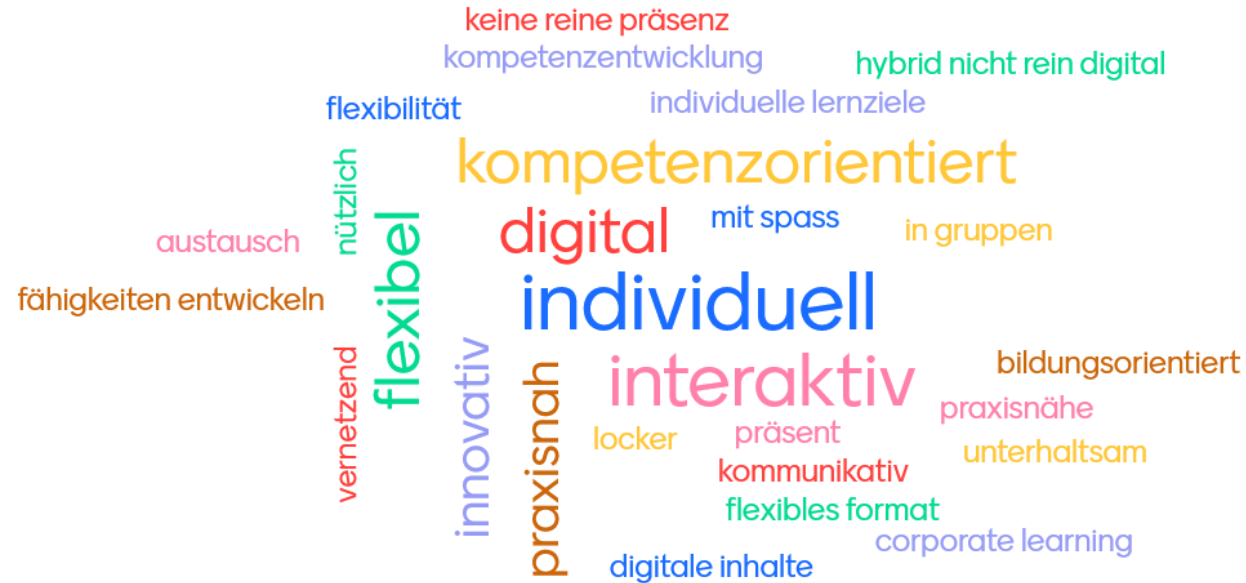 keine reine präsenz
kompetenzentwicklung
hybrid nicht rein digital
flexibilität
individuelle lernziele
kompetenzorientiert
nützlich
digital
mit spass
in gruppen
austausch
flexibel
fähigkeiten entwickeln
individuell
vernetzend
innovativ
praxisnah
interaktiv
bildungsorientiert
praxisnähe
locker
präsent
unterhaltsam
kommunikativ
flexibles format
corporate learning
digitale inhalte